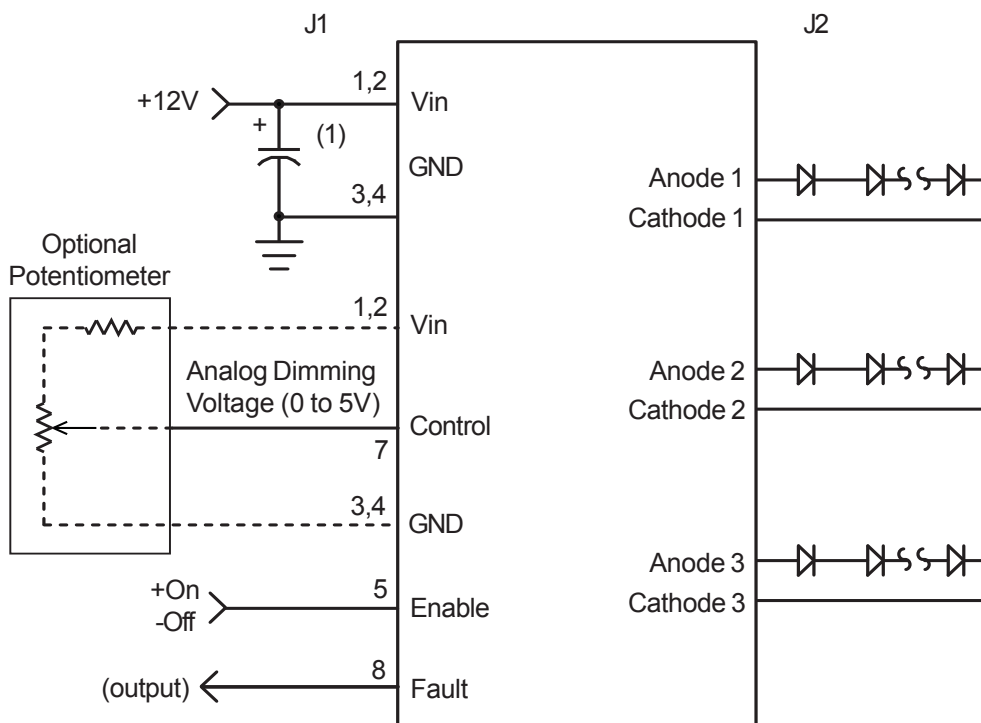 J1
J2
+12V
+
(1)
1,2
Vin
GND
3,4
Optional
Potentiometer
1,2
Vin
Analog Dimming
Voltage (0 to 5V)
Control
7
3,4
GND
+On
-Off
5
Enable
(output)
8
Fault
Anode 1
Cathode 1
Anode 2
Cathode 2
Anode 3
Cathode 3